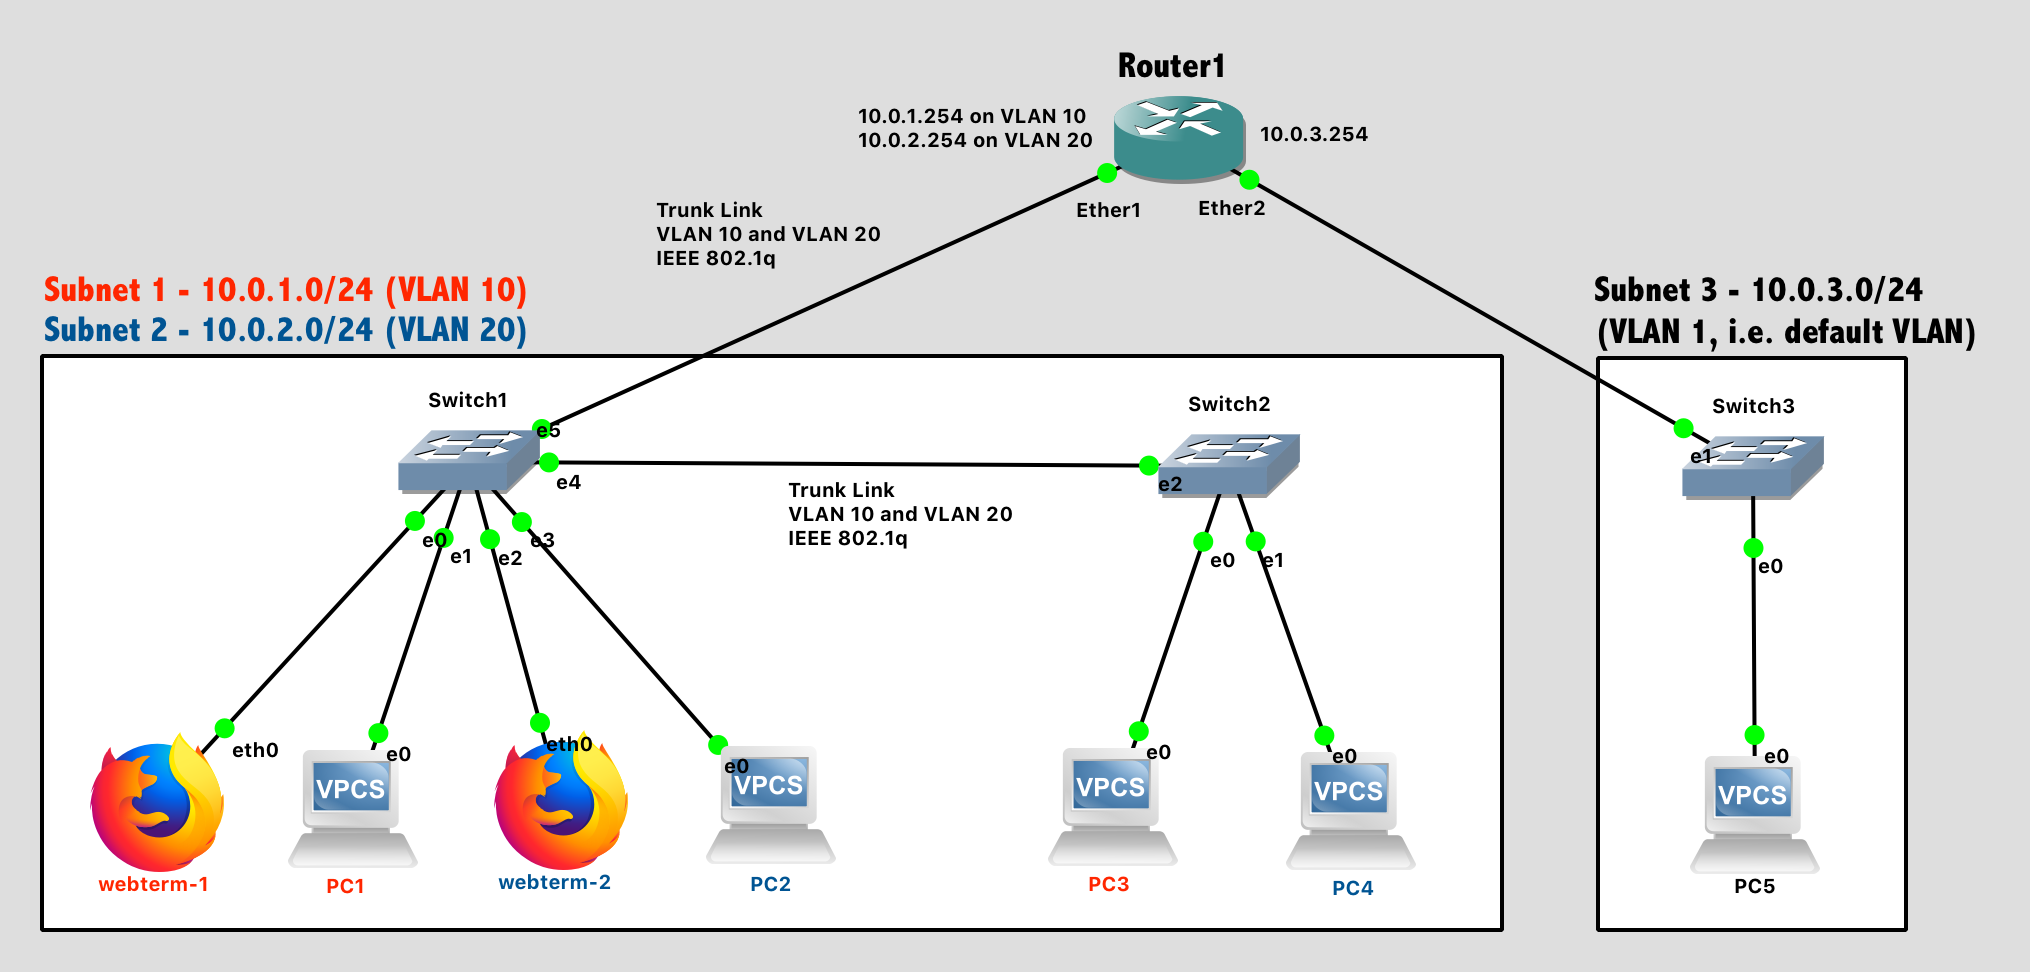 Router1
10.0.1.254 on VLAN 10
10.0.2.254 on VLAN 20
10.0.3.254
Ether1
Ether2
Trunk Link
VLAN 10 and VLAN 20
IEEE 802.1q
Subnet 1 - 10.0.1.0/24 (VLAN 10)
Subnet 2 - 10.0.2.0/24 (VLAN 20)
Subnet 3 - 10.0.3.0/24
(VLAN 1, i.e. default VLAN)
Switch1
Switch2
Switch3
e5
e4
e2
e1
Trunk Link
VLAN 10 and VLAN 20
IEEE 802.1q
e0
e1
e2
e3
e0
e1
e0
eth0
e0
eth0
e0
e0
e0
e0
VPCS
VPCS
VPCS
VPCS
VPCS
webterm-1
PC1
webterm-2
PC2
PC3
PC4
PC5